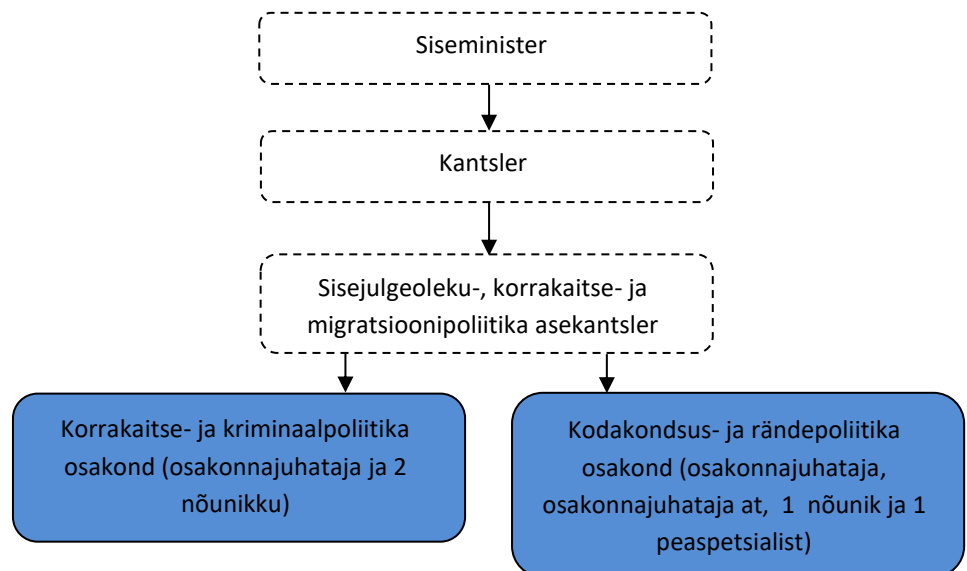 Siseminister
Kantsler
Sisejulgeoleku-, korrakaitse- ja
migratsioonipoliitika asekantsler
Korrakaitse- ja kriminaalpoliitika
osakond (osakonnajuhataja ja 2
nõunikku)
Kodakondsus- ja rändepoliitika
osakond (osakonnajuhataja,
osakonnajuhataja at, 1 nõunik ja 1
peaspetsialist)